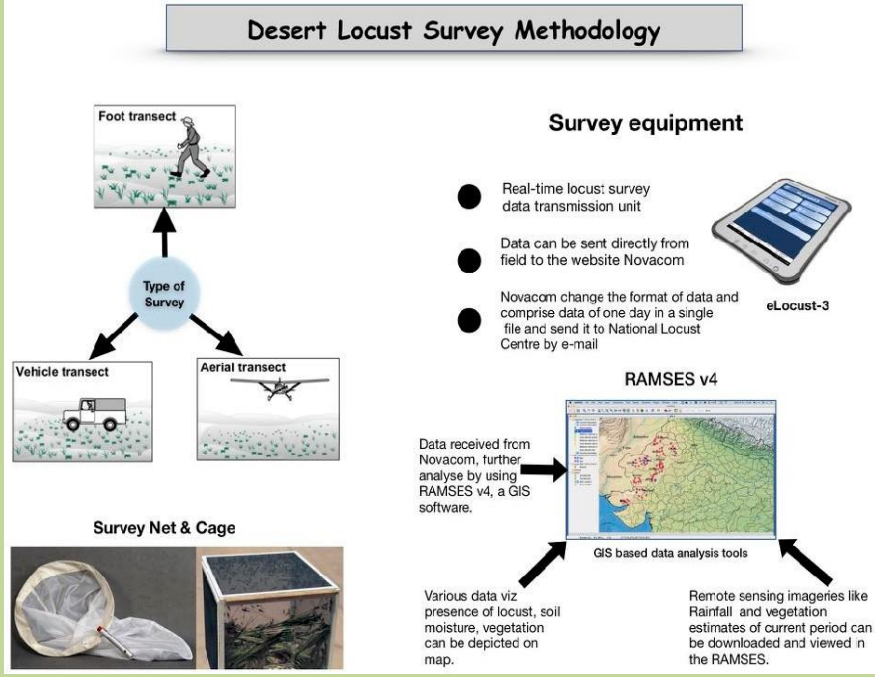 Desert Locust Survey Methodology
Foot transect
Type of
Survey
Vehicle transect
Aerial transect
Survey Net & Cage
Survey equipment
Real-time locust survey
data transmission unit
Data can be sent directly from
field to the website Novacom
Novacom change the format of data and
comprise data of one day in a single
file and send it to National Locust
Centre by e-mail
eLocust-3
RAMSES v4
Data received from
Novacom, further
analyse by using
RAMSES v4, a GIS
software.
GIS based data analysis tools
Various data viz
presence of locust, soil
moisture, vegetation
can be depicted on
map.
Remote sensing imageries like
Rainfall and vegetation
estimates of current period can
be downloaded and viewed in
the RAMSES.